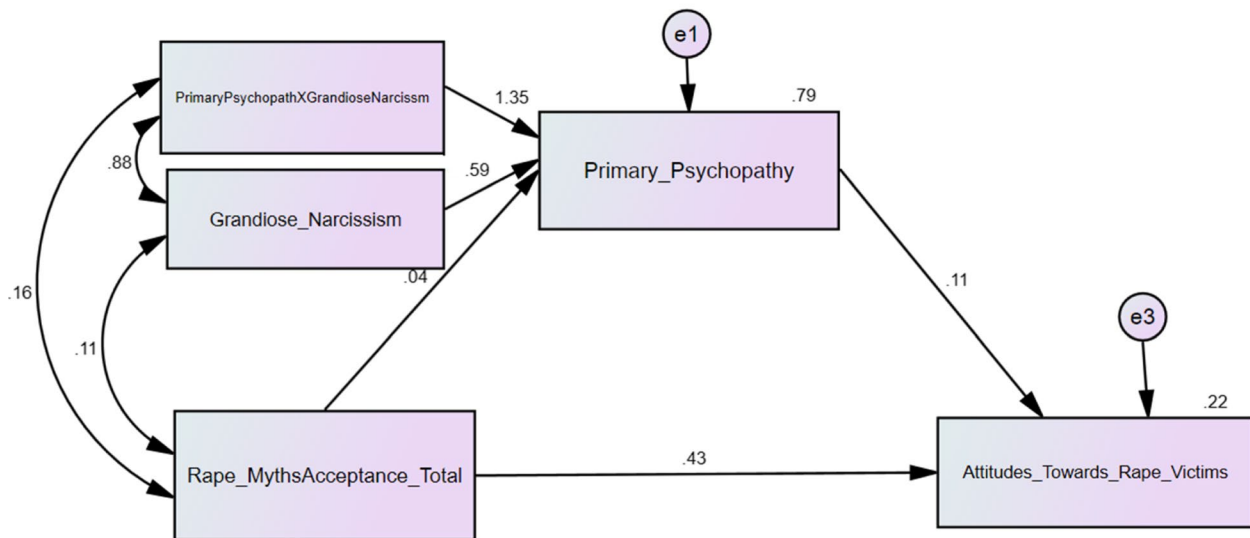 e1
PrimaryPsychopathXGrandioseNarcissm
1.35
.79
.88
.59
Primary_Psychopathy
Grandiose_Narcissism
.04
.16
.11
.11
e3
.22
Rape_MythsAcceptance_Total
.43
Attitudes_Towards_Rape_Victims